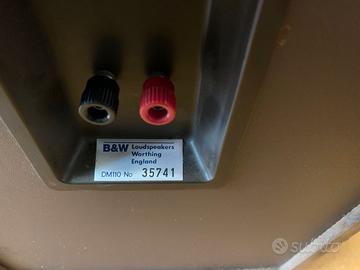 B&W Loudspeakers
Worthing
England
DM110 No 35741
subito